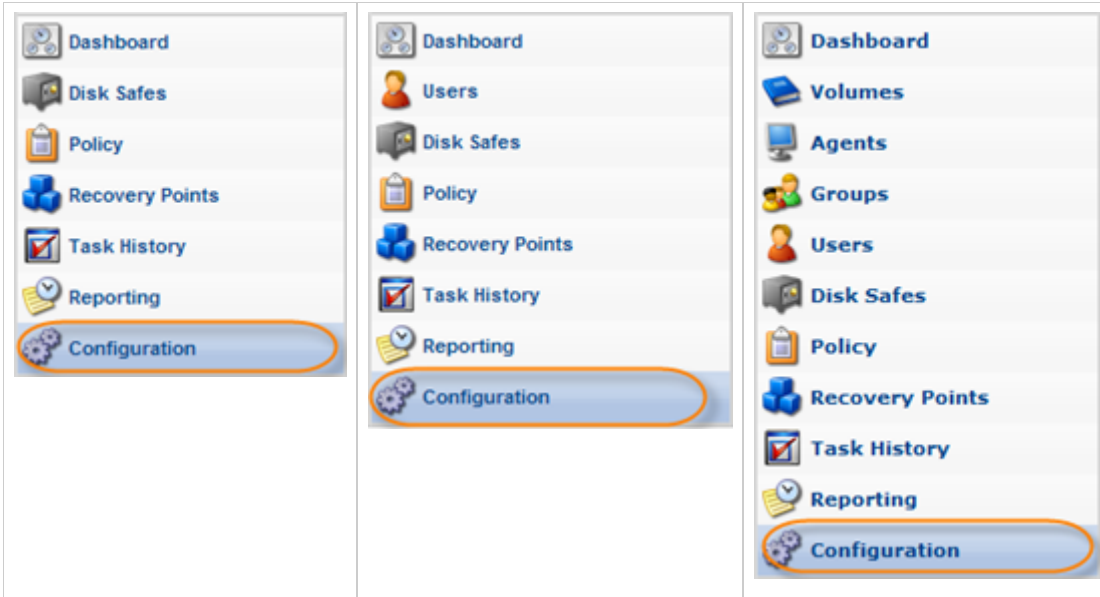 Dashboard
Disk Safes
Policy
Recovery Points
Task History
Reporting
Configuration
Dashboard
Users
Disk Safes
Policy
Recovery Points
Task History
Reporting
Configuration
Dashboard
Volumes
Agents
Groups
Users
Disk Safes
Policy
Recovery Points
Task History
Reporting
Configuration